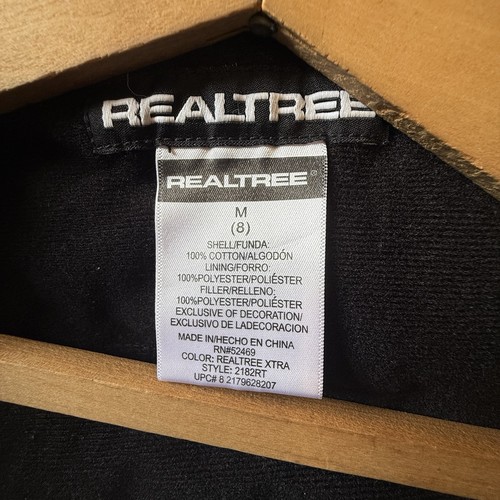 REALTREE
REALTREE®
M
(8)
SHELL/FUNDA:
100% COTTON/ALGODÓN
LINING/FORRO:
100%POLYESTER/POLIÉSTER
FILLER/RELLENO:
100%POLYESTER/POLIÉSTER
EXCLUSIVE OF DECORATION/
EXCLUSIVO DE LADECORACION
MADE IN/HECHO EN CHINA
RN#52469
COLOR: REALTREE XTRA
STYLE: 2182RT
UPC# 8 2179628207